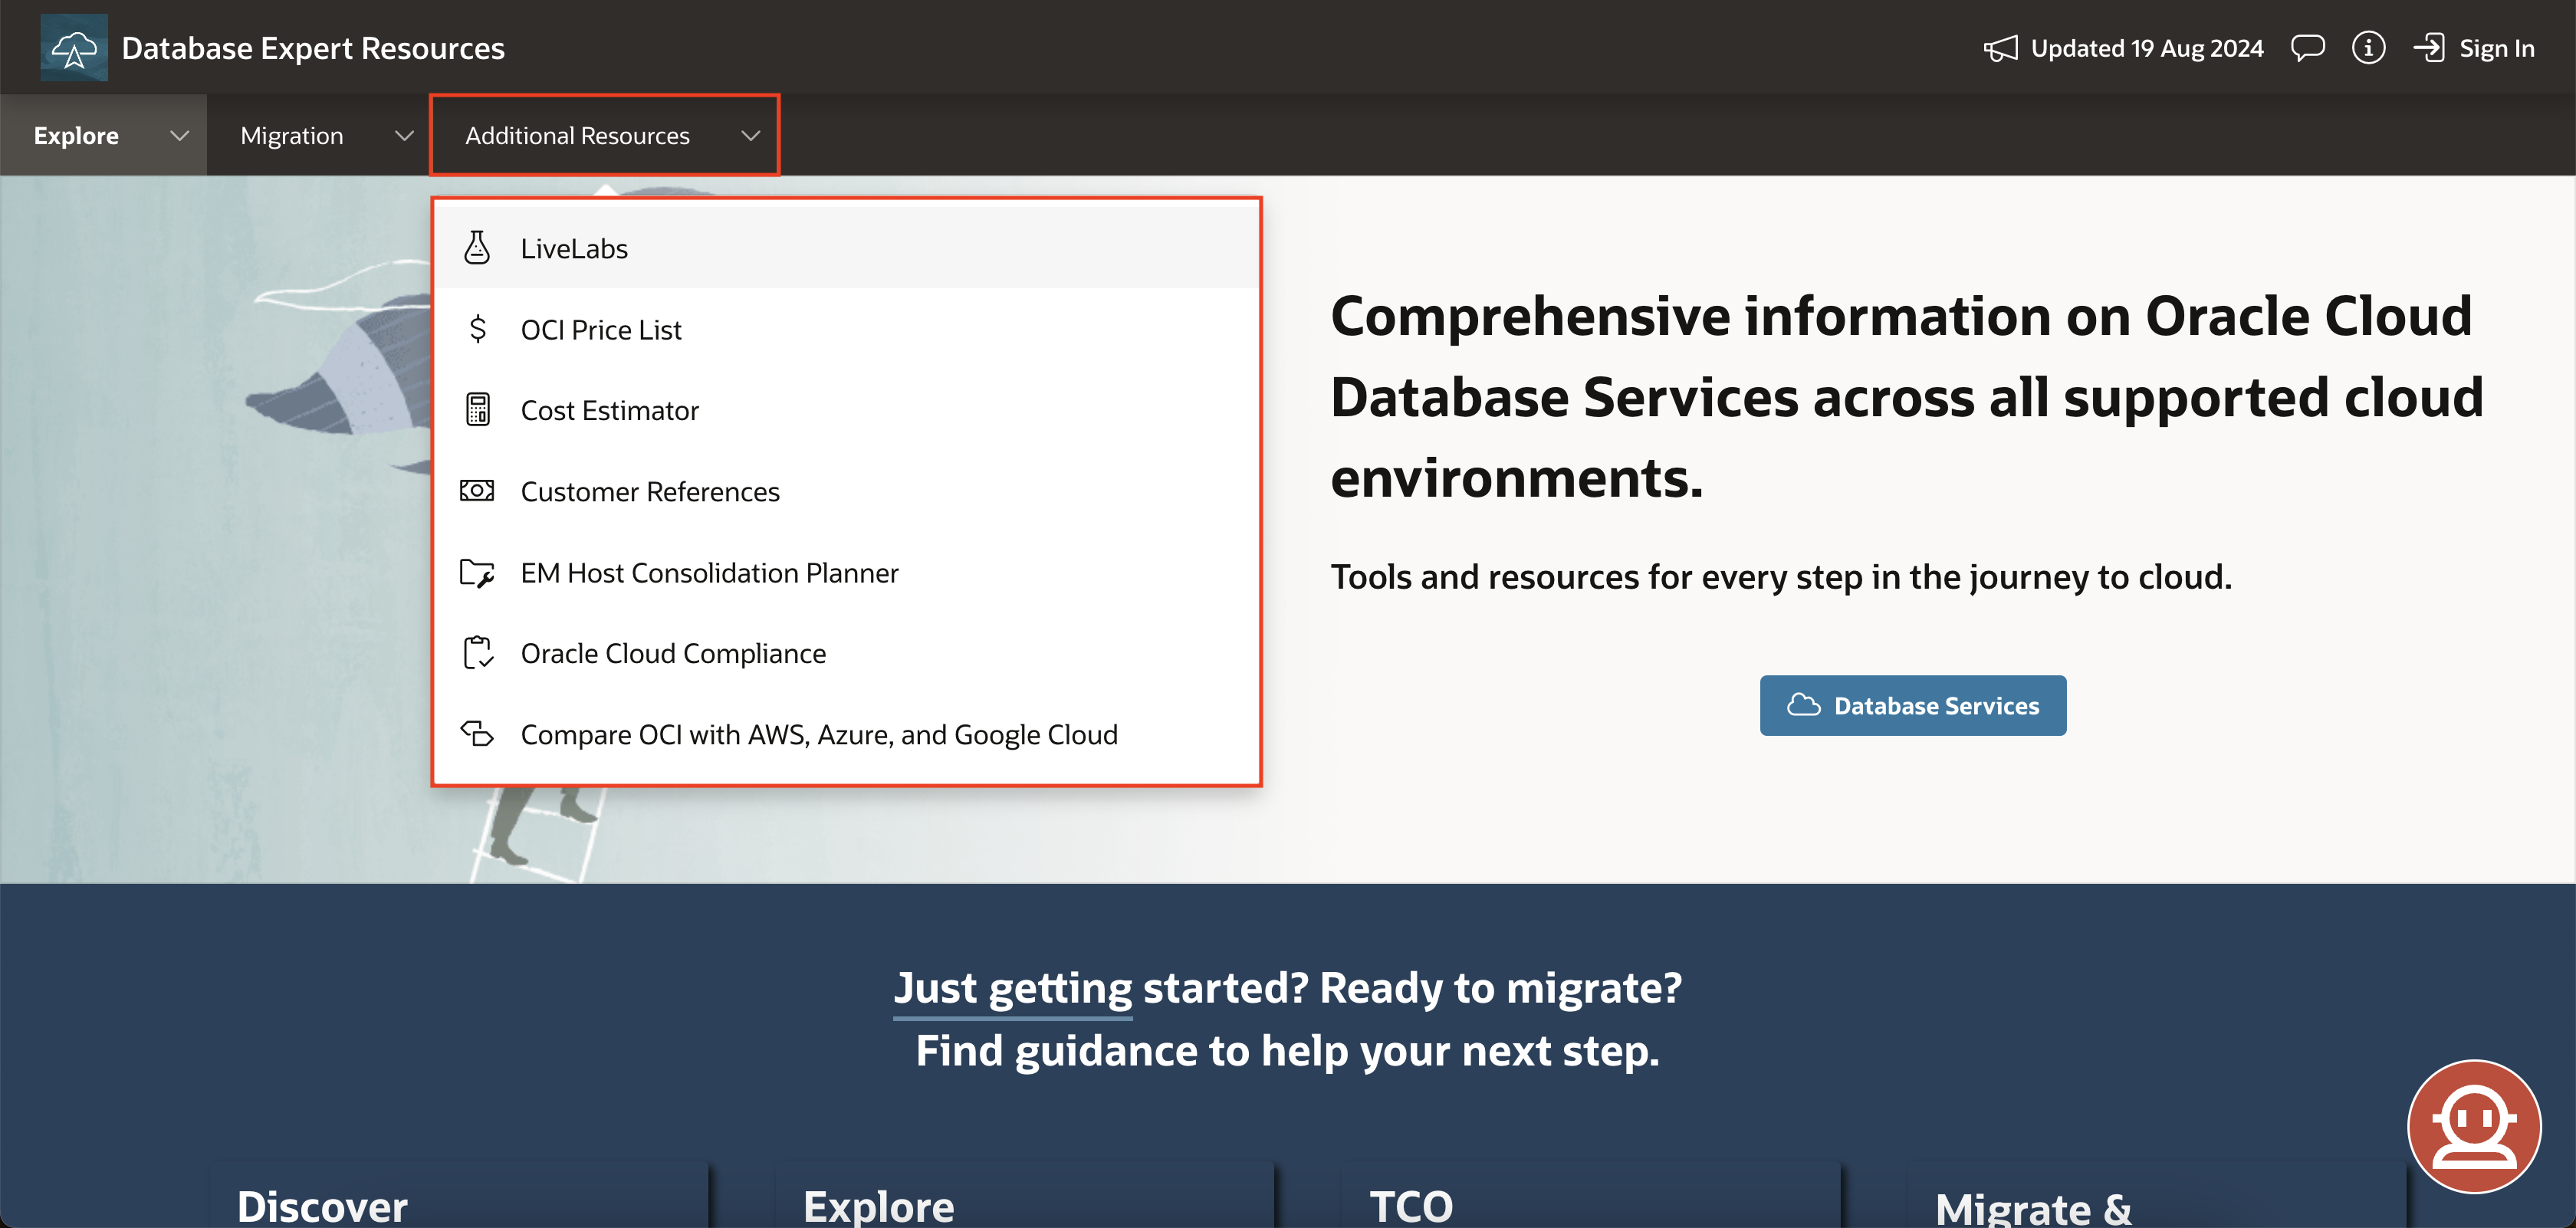 Database Expert Resources
Updated 19 Aug 2024
Sign In
Explore
Migration
Additional Resources
LiveLabs
OCI Price List
Cost Estimator
Customer References
EM Host Consolidation Planner
Oracle Cloud Compliance
Compare OCI with AWS, Azure, and Google Cloud
Comprehensive information on Oracle Cloud
Database Services across all supported cloud
environments.
Tools and resources for every step in the journey to cloud.
Database Services
Just getting started? Ready to migrate?
Find guidance to help your next step.
Discover
Explore
TCO
Migrate &